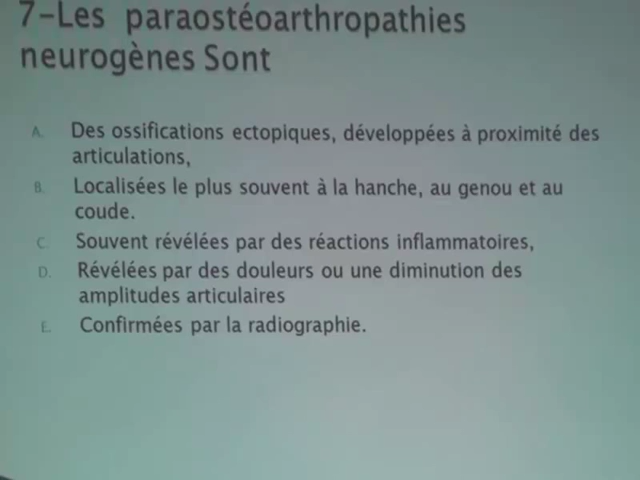 7-Les paraostéoarthropathies
neurogènes Sont
A. Des ossifications ectopiques, développées à proximité des
articulations,
B. Localisées le plus souvent à la hanche, au genou et au
coude.
C. Souvent révélées par des réactions inflammatoires,
D. Révélées par des douleurs ou une diminution des
amplitudes articulaires
E. Confirmées par la radiographie.